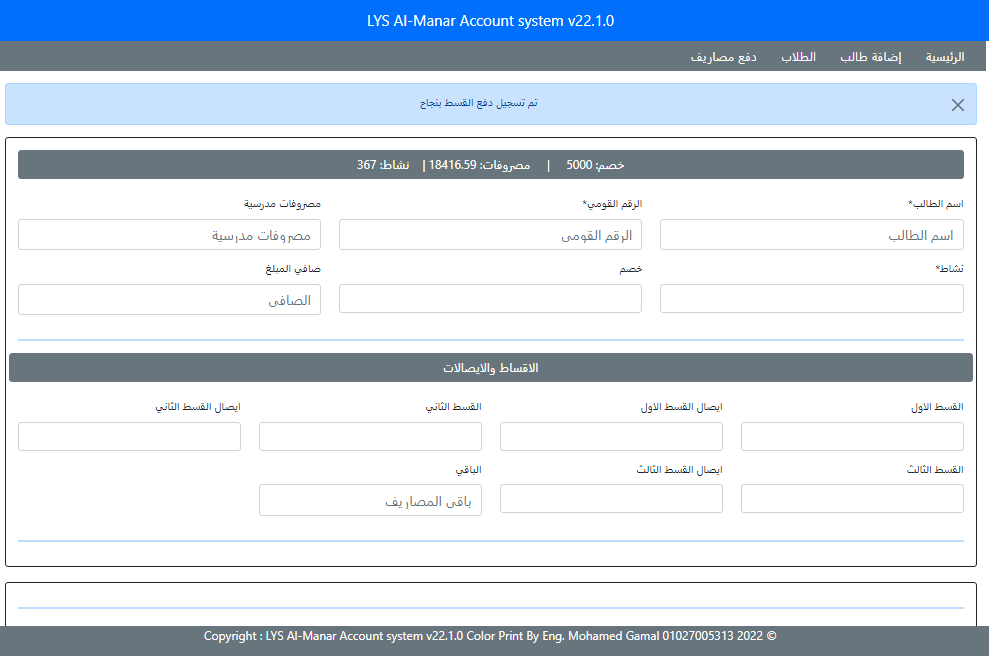 LYS Al-Manar Account system v22.1.0
الرئيسية إضافة طالب الطلاب دفع مصاريف
تم تسجيل دفع القسط بنجاح
خصم: 5000 | مصروفات: 18416.59 | نشاط: 367
اسم الطالب* الرقم القومي* مصروفات مدرسية
اسم الطالب الرقم القومى مصروفات مدرسية
نشاط* خصم صافي المبلغ
الصافى
الاقساط والايصالات
القسط الاول ايصال القسط الاول القسط الثاني ايصال القسط الثاني
القسط الثالث ايصال القسط الثالث الباقي
باقى المصاريف
Copyright : LYS Al-Manar Account system v22.1.0 Color Print By Eng. Mohamed Gamal 01027005313 2022 ©